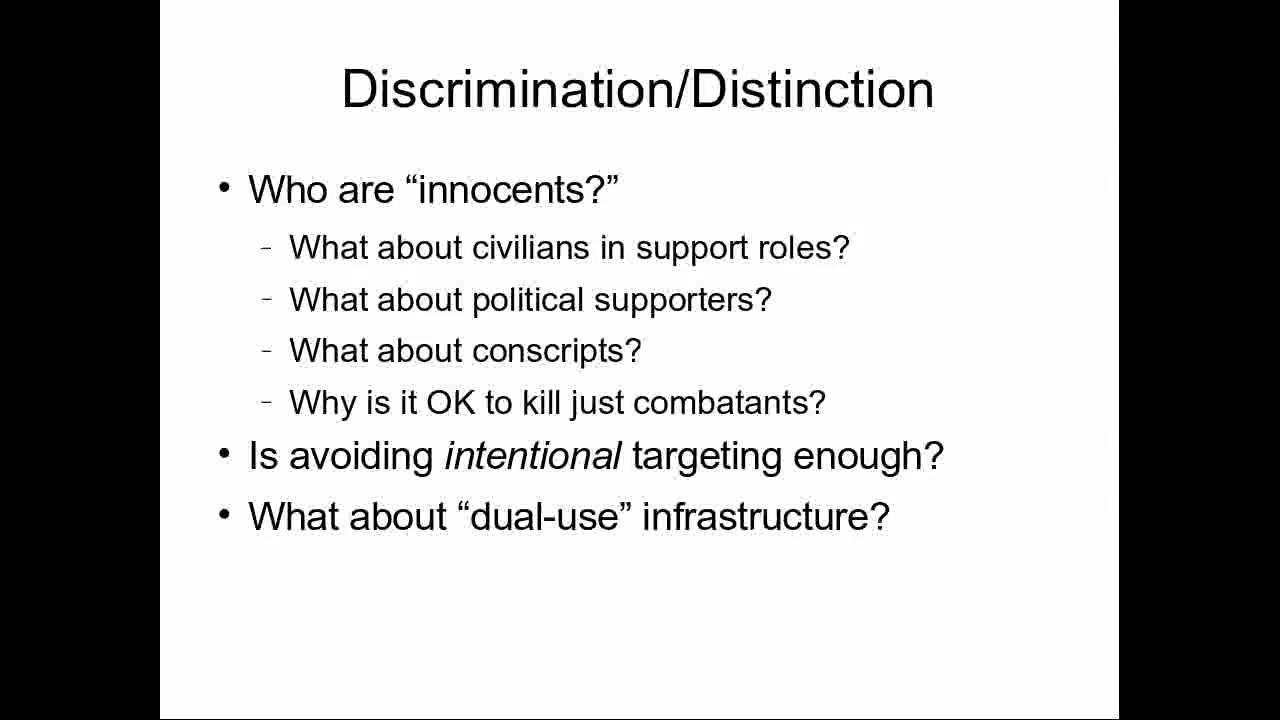 Discrimination/Distinction
• Who are “innocents?”
– What about civilians in support roles?
– What about political supporters?
– What about conscripts?
– Why is it OK to kill just combatants?
• Is avoiding intentional targeting enough?
• What about “dual-use” infrastructure?